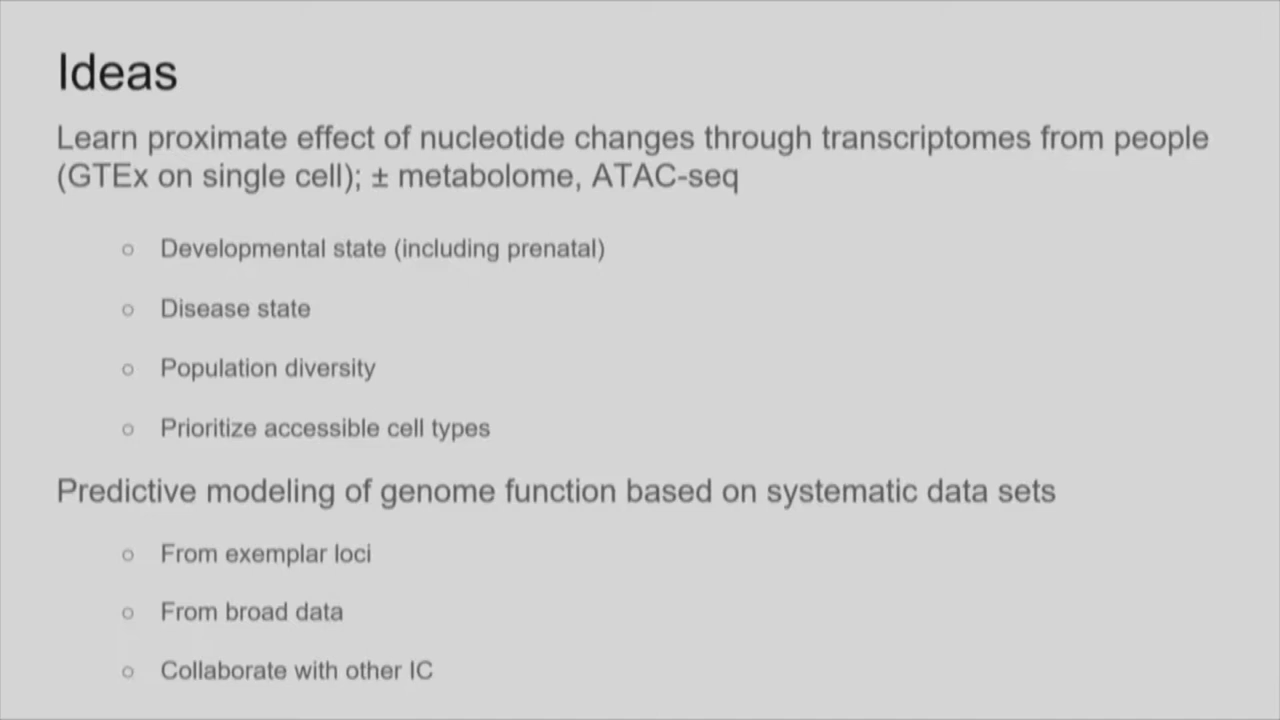 Ideas
Learn proximate effect of nucleotide changes through transcriptomes from people
(GTEx on single cell); ± metabolome, ATAC-seq
○ Developmental state (including prenatal)
○ Disease state
○ Population diversity
○ Prioritize accessible cell types
Predictive modeling of genome function based on systematic data sets
○ From exemplar loci
○ From broad data
○ Collaborate with other IC